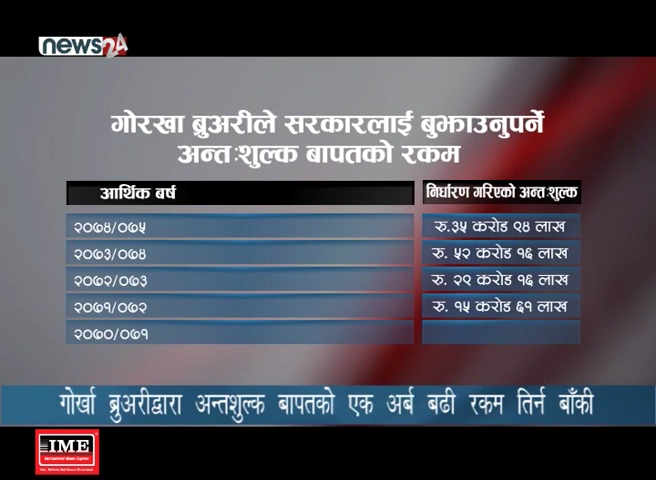 news24
गोरखा ब्रुअरीले सरकारलाई बुझाउनुपर्ने
अन्तःशुल्क बापतको रकम
आर्थिक बर्ष निर्धारण गरिएको अन्तःशुल्क
२०७४/०७५ रु.३५ करोड ९४ लाख
२०७३/०७४ रु. ५२ करोड १६ लाख
२०७२/०७३ रु. २९ करोड १६ लाख
२०७१/०७२ रु. १५ करोड ६१ लाख
२०७०/०७१
गोर्खा ब्रुअरीद्वारा अन्तशुल्क बापतको एक अर्ब बढी रकम तिर्न बाँकी
IME